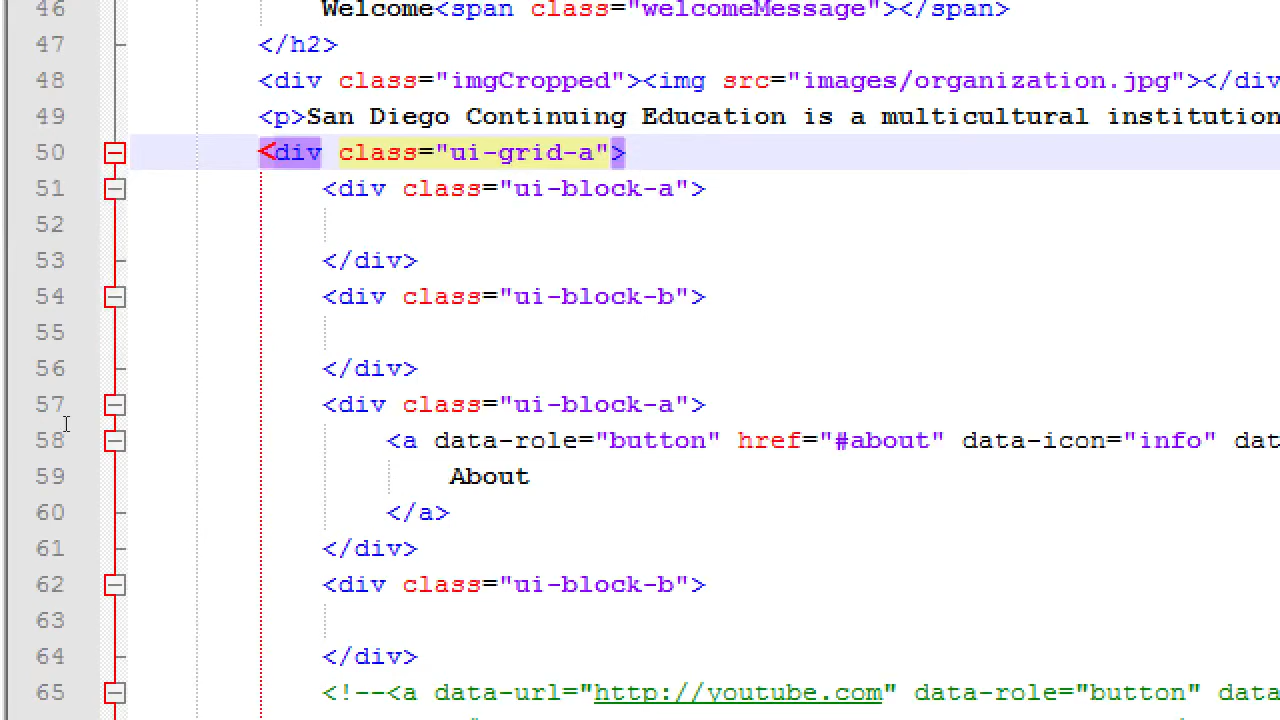 46 Welcome<span class="welcomeMessage"></span>
47 </h2>
48 <div class="imgCropped"><img src="images/organization.jpg"></div
49 <p>San Diego Continuing Education is a multicultural institution
50 <div class="ui-grid-a">
51 <div class="ui-block-a">
52
53 </div>
54 <div class="ui-block-b">
55
56 </div>
57 <div class="ui-block-a">
58 <a data-role="button" href="#about" data-icon="info" dat
59 About
60 </a>
61 </div>
62 <div class="ui-block-b">
63
64 </div>
65 <!--<a data-url="http://youtube.com" data-role="button" data